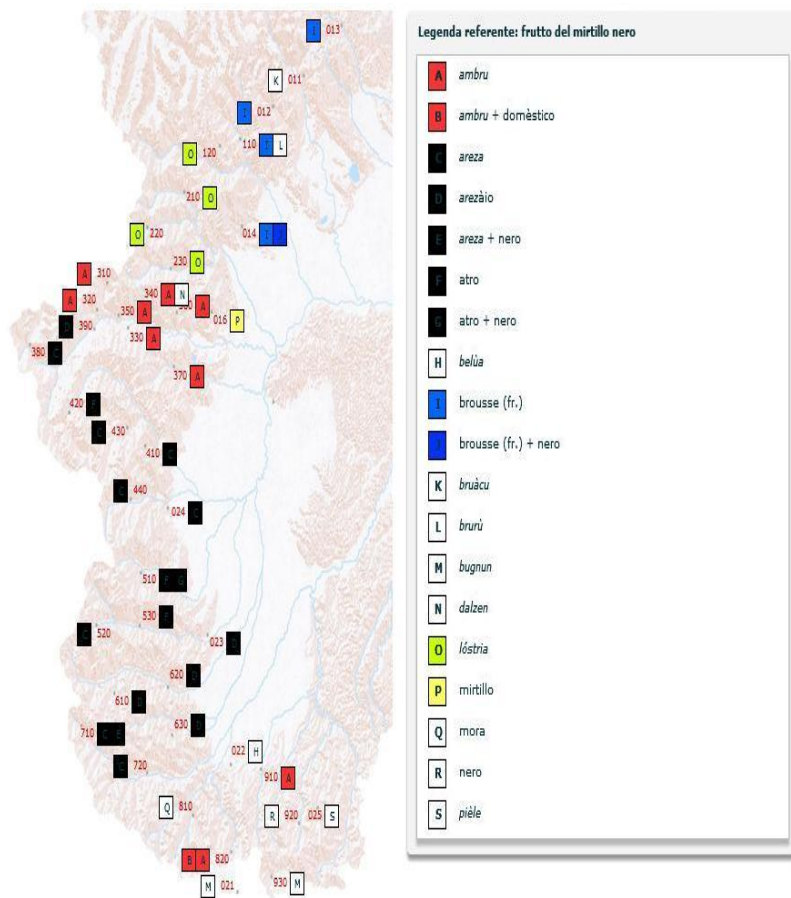 Legenda referente: frutto del mirtillo nero
I 013
K 011
I 012
110 I L
O 120
210 O
O 220
014 I
230 O
A 310
A 320
340 A N
350 A
A
016 P
D 390
330 A
380 C
370 A
420
430
410 C
C 440
024
510
530
C 520
023
620
610
630 D
710 C E
C 720
022 H
910 A
Q 810
R 920
025 S
B A 820
M 021
930 M
A ambru
B ambru + domèstico
C areza
D arezàio
E areza + nero
F atro
G atro + nero
H belùa
I brousse (fr.)
J brousse (fr.) + nero
K bruàcu
L brurù
M bugnun
N dalzen
O lóstria
P mirtillo
Q mora
R nero
S pièle